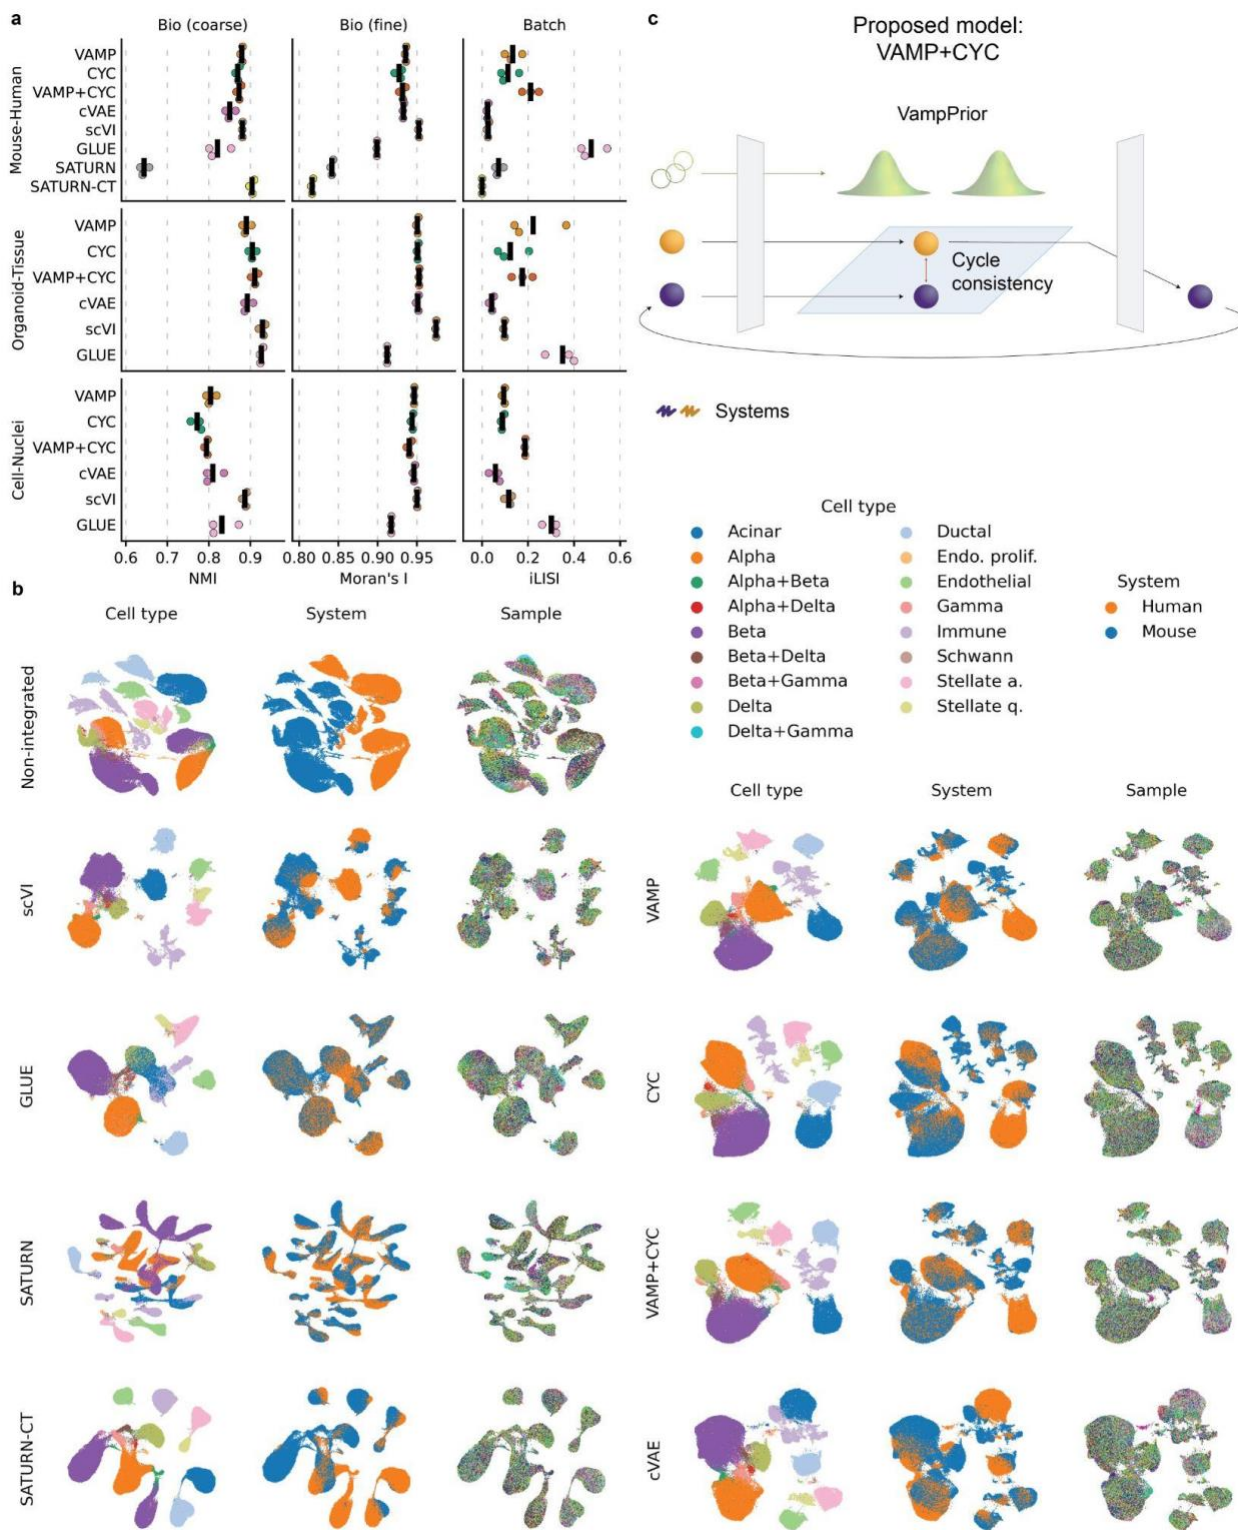 a
Bio (coarse)
Bio (fine)
Batch
Mouse-Human
VAMP
CYC
VAMP+CYC
cVAE
scVI
GLUE
SATURN
SATURN-CT
Organoid-Tissue
VAMP
CYC
VAMP+CYC
cVAE
scVI
GLUE
Cell-Nuclei
VAMP
CYC
VAMP+CYC
cVAE
scVI
GLUE
0.6 0.7 0.8 0.9
0.80 0.85 0.90 0.95
0.0 0.2 0.4 0.6
NMI
Moran's I
iLISI
c
Proposed model:
VAMP+CYC
VampPrior
Cycle
consistency
Systems
Cell type
Acinar
Alpha
Alpha+Beta
Alpha+Delta
Beta
Beta+Delta
Beta+Gamma
Delta
Delta+Gamma
Ductal
Endo. prolif.
Endothelial
Gamma
Immune
Schwann
Stellate a.
Stellate q.
System
Human
Mouse
b
Cell type
System
Sample
Non-integrated
scVI
GLUE
SATURN
SATURN-CT
Cell type
System
Sample
VAMP
CYC
VAMP+CYC
cVAE